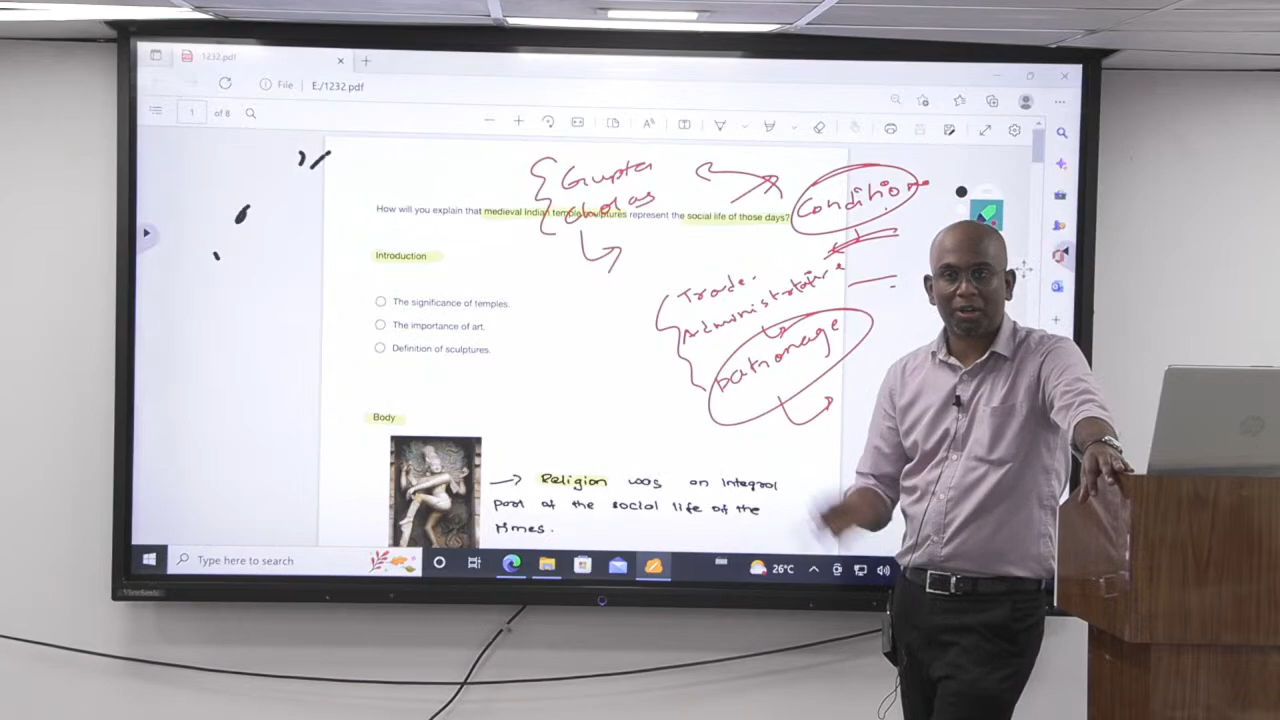 1232.pdf
File E:/1232.pdf
1 of 8
Gupta
Cholas
Conditions
How will you explain that medieval Indian temple sculptures represent the social life of those days?
Introduction
The significance of temples.
The importance of art.
Definition of sculptures.
Trade.
Administrative
patronage
Body
Religion was an integral
part of the social life of the
times.
Type here to search
26°C
ViewSonic